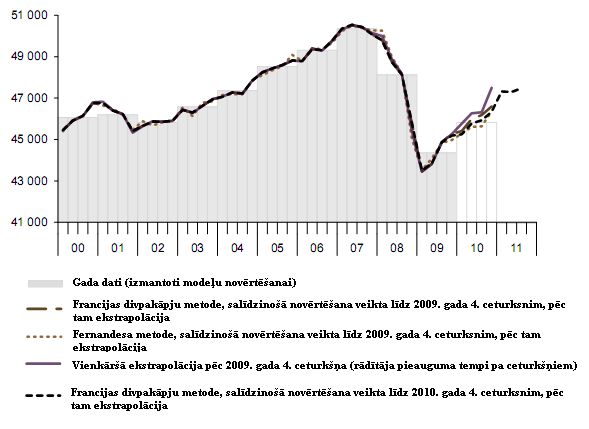 51 000
49 000
47 000
45 000
43 000
41 000
00 01 02 03 04 05 06 07 08 09 10 11
Gada dati (izmantoti modeļu novērtēšanai)
Francijas divpakāpju metode, salīdzinošā novērtēšana veikta līdz 2009. gada 4. ceturksnim, pēc
tam ekstrapolācija
Fernandesa metode, salīdzinošā novērtēšana veikta līdz 2009. gada 4. ceturksnim, pēc tam
ekstrapolācija
Vienkāršā ekstrapolācija pēc 2009. gada 4. ceturkšņa (rādītāja pieauguma tempi pa ceturkšņiem)
Francijas divpakāpju metode, salīdzinošā novērtēšana veikta līdz 2010. gada 4. ceturksnim, pēc
tam ekstrapolācija